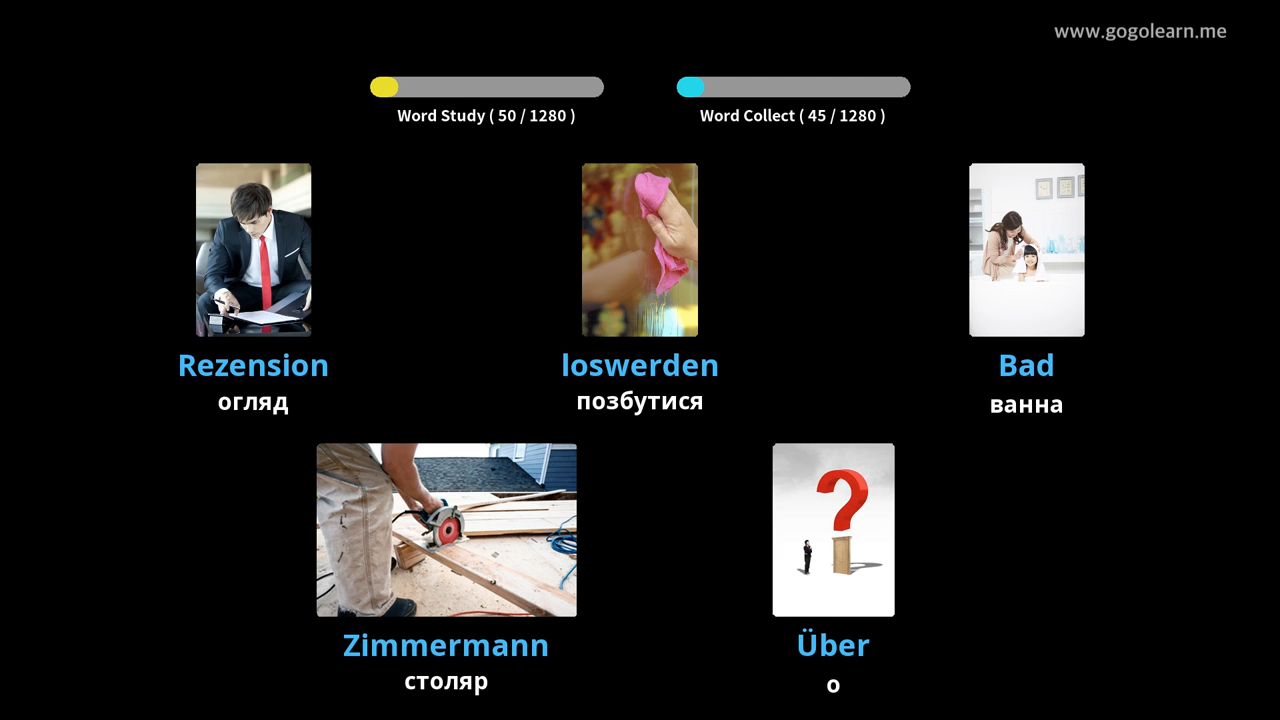 www.gogolearn.me
Word Study ( 50 / 1280 )
Word Collect ( 45 / 1280 )
Rezension
огляд
loswerden
позбутися
Bad
ванна
Zimmermann
столяр
Über
о